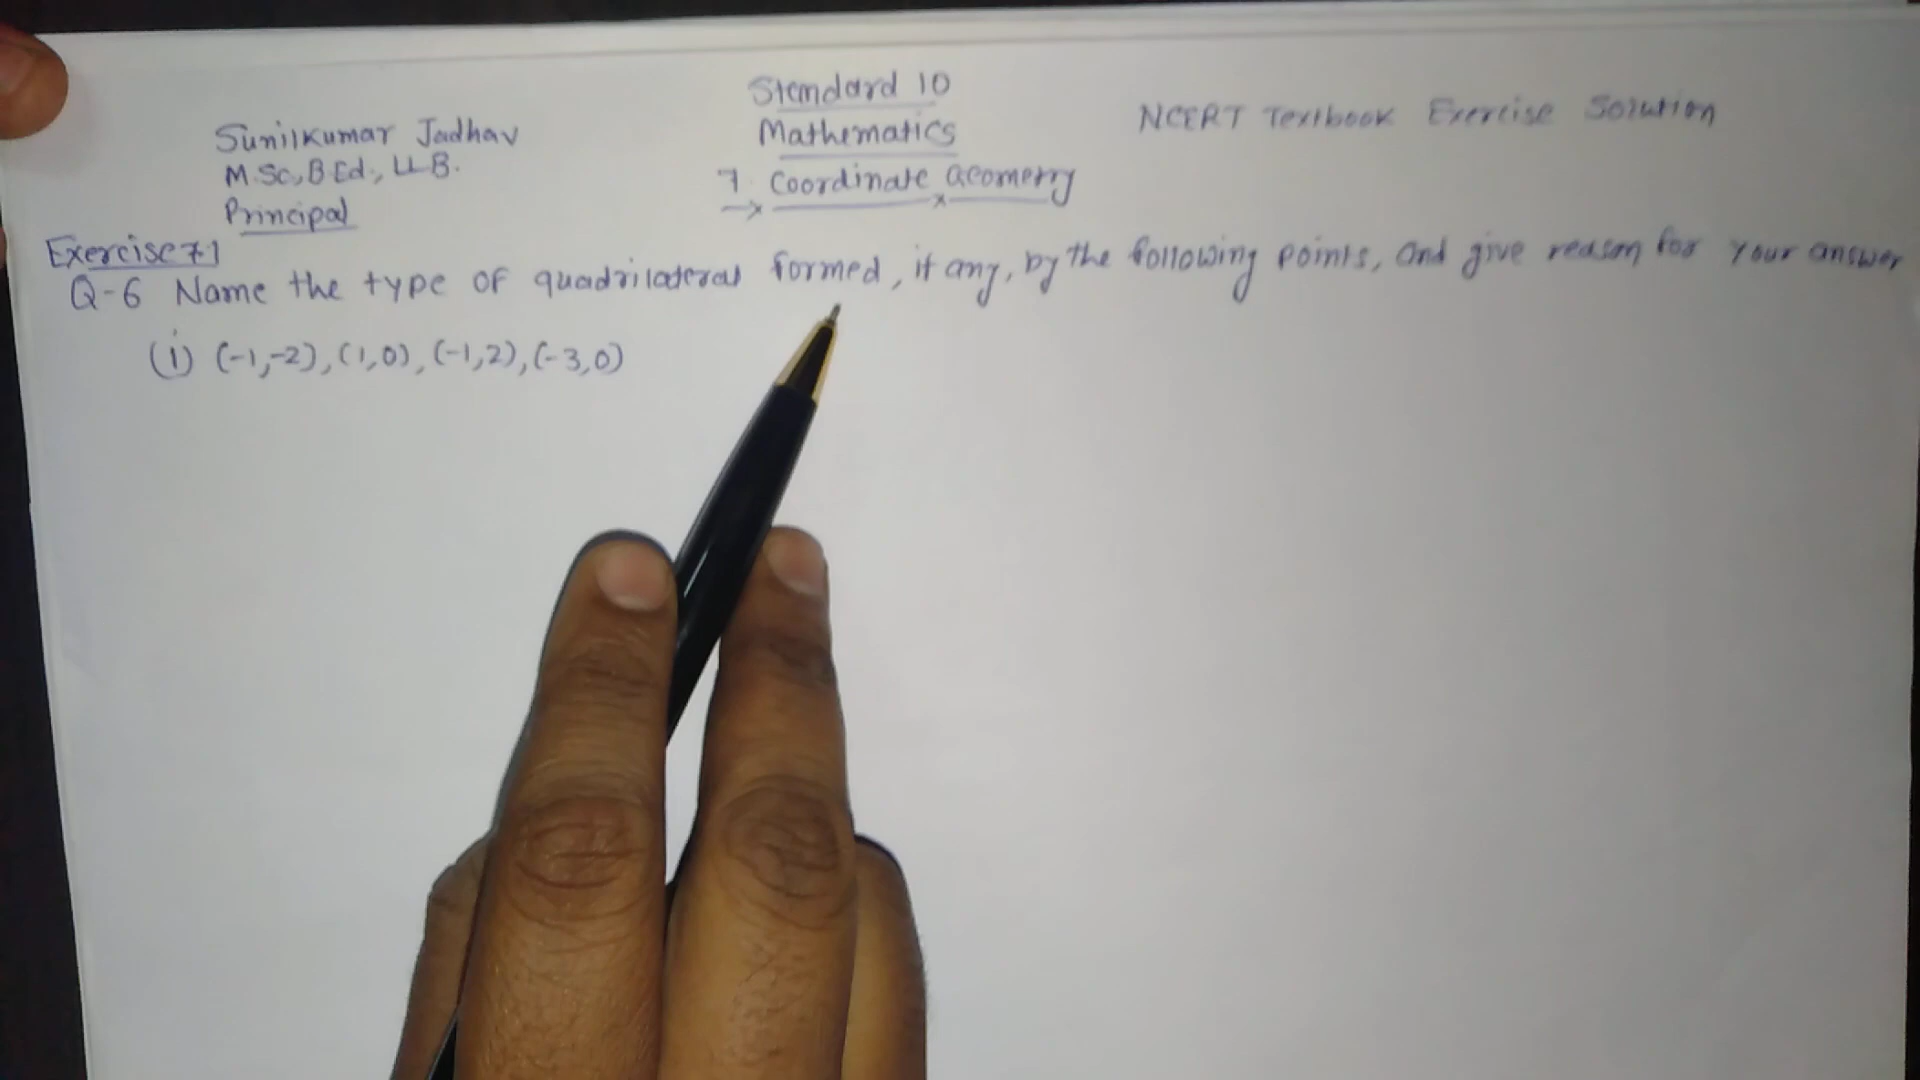 Standard 10
Sunilkumar Jadhav
Mathematics
NCERT Textbook Exercise Solution
M.Sc., B.Ed., LL.B.
7. Coordinate Geometry
Principal
Exercise 7.1
Q-6 Name the type of quadrilateral formed, if any, by the following points, and give reason for your answer
(i) (-1,-2), (1,0), (-1,2), (-3,0)